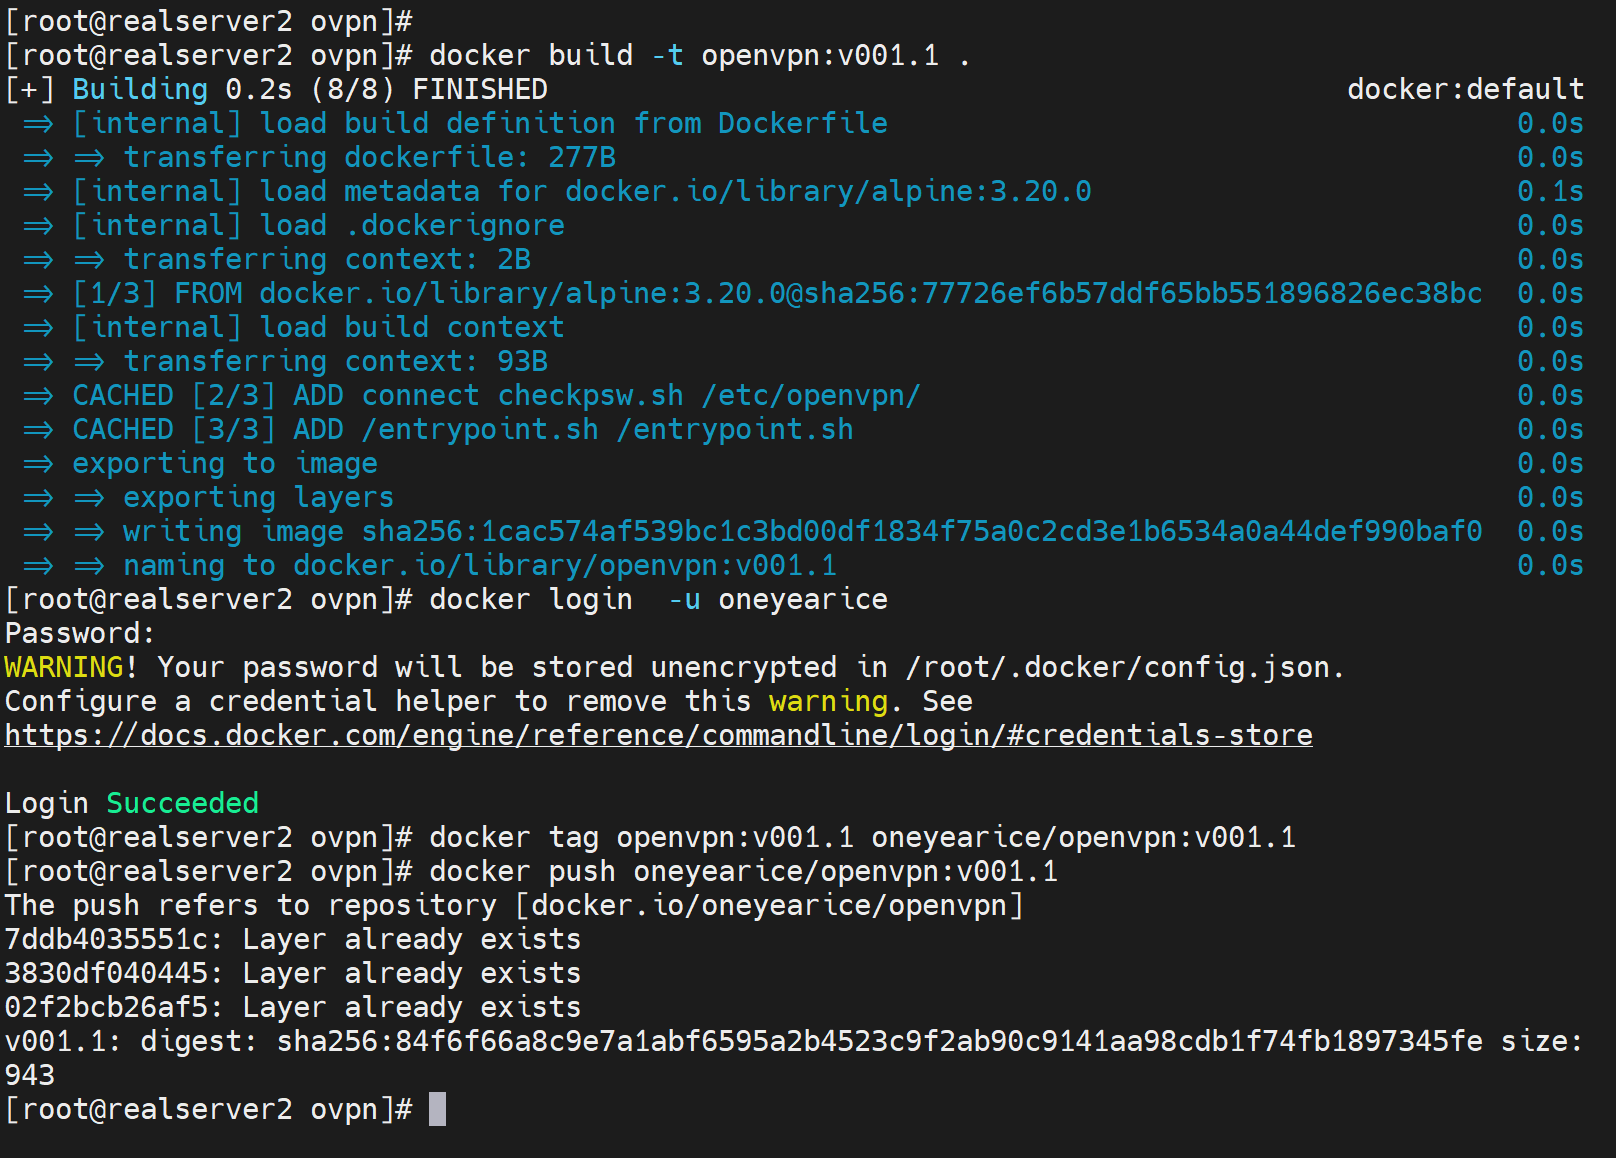 [root@realserver2 ovpn]#
[root@realserver2 ovpn]# docker build -t openvpn:v001.1 .
[+] Building 0.2s (8/8) FINISHED docker:default
=> [internal] load build definition from Dockerfile 0.0s
=> => transferring dockerfile: 277B 0.0s
=> [internal] load metadata for docker.io/library/alpine:3.20.0 0.1s
=> [internal] load .dockerignore 0.0s
=> => transferring context: 2B 0.0s
=> [1/3] FROM docker.io/library/alpine:3.20.0@sha256:77726ef6b57ddf65bb551896826ec38bc 0.0s
=> [internal] load build context 0.0s
=> => transferring context: 93B 0.0s
=> CACHED [2/3] ADD connect checkpsw.sh /etc/openvpn/ 0.0s
=> CACHED [3/3] ADD /entrypoint.sh /entrypoint.sh 0.0s
=> exporting to image 0.0s
=> => exporting layers 0.0s
=> => writing image sha256:1cac574af539bc1c3bd00df1834f75a0c2cd3e1b6534a0a44def990baf0 0.0s
=> => naming to docker.io/library/openvpn:v001.1 0.0s
[root@realserver2 ovpn]# docker login  -u oneyearice
Password:
WARNING! Your password will be stored unencrypted in /root/.docker/config.json.
Configure a credential helper to remove this warning. See
https://docs.docker.com/engine/reference/commandline/login/#credentials-store
Login Succeeded
[root@realserver2 ovpn]# docker tag openvpn:v001.1 oneyearice/openvpn:v001.1
[root@realserver2 ovpn]# docker push oneyearice/openvpn:v001.1
The push refers to repository [docker.io/oneyearice/openvpn]
7ddb4035551c: Layer already exists
3830df040445: Layer already exists
02f2bcb26af5: Layer already exists
v001.1: digest: sha256:84f6f66a8c9e7a1abf6595a2b4523c9f2ab90c9141aa98cdb1f74fb1897345fe size:
943
[root@realserver2 ovpn]#